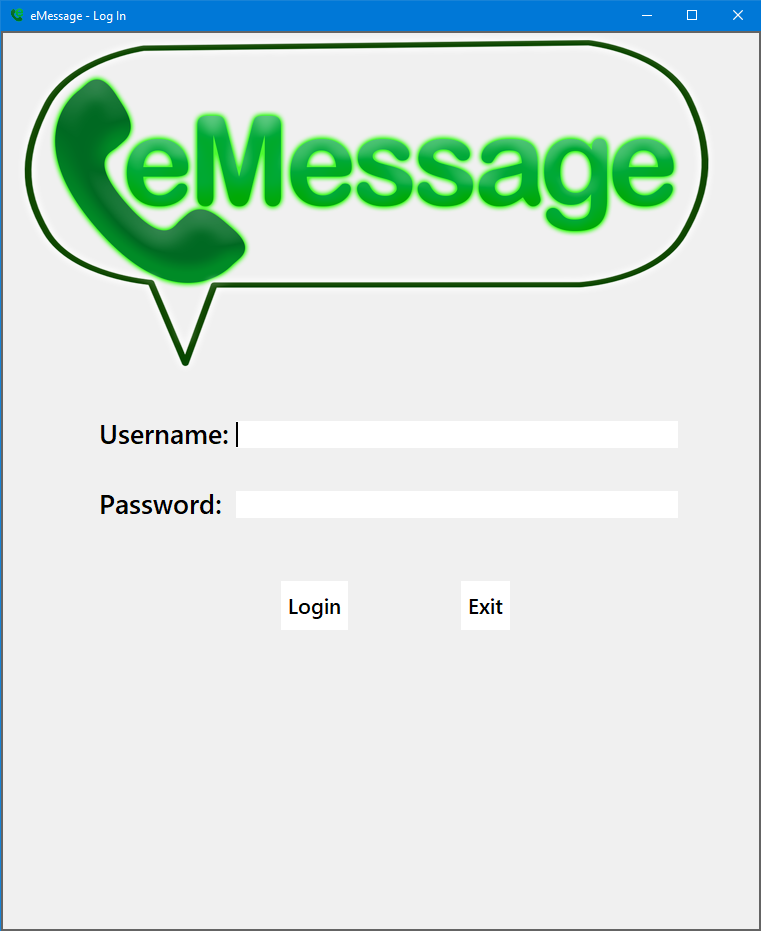 eMessage - Log In
eMessage
Username:
Password:
Login Exit